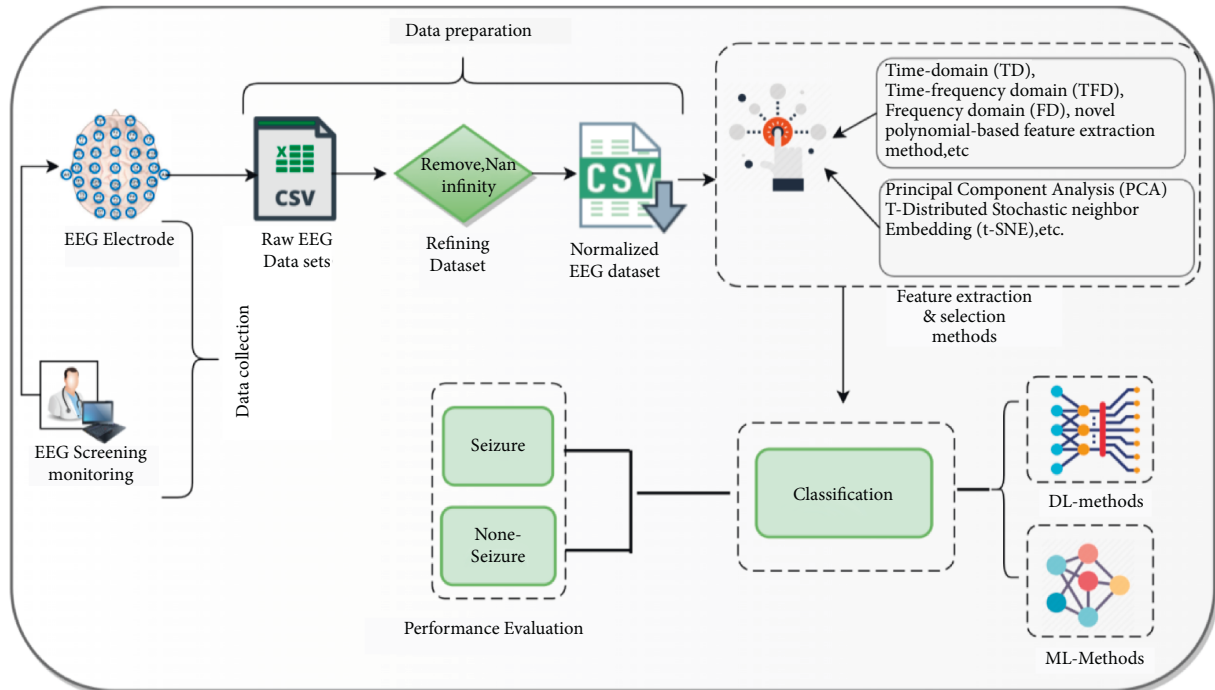 Data preparation
EEG Electrode
X
CSV
Raw EEG
Data sets
Remove,Nan
infinity
Refining
Dataset
CSV
Normalized
EEG dataset
Time-domain (TD),
Time-frequency domain (TFD),
Frequency domain (FD), novel
polynomial-based feature extraction
method,etc
Principal Component Analysis (PCA)
T-Distributed Stochastic neighbor
Embedding (t-SNE),etc.
Feature extraction
& selection
methods
Data collection
EEG Screening
monitoring
Seizure
None-
Seizure
Performance Evaluation
Classification
DL-methods
ML-Methods